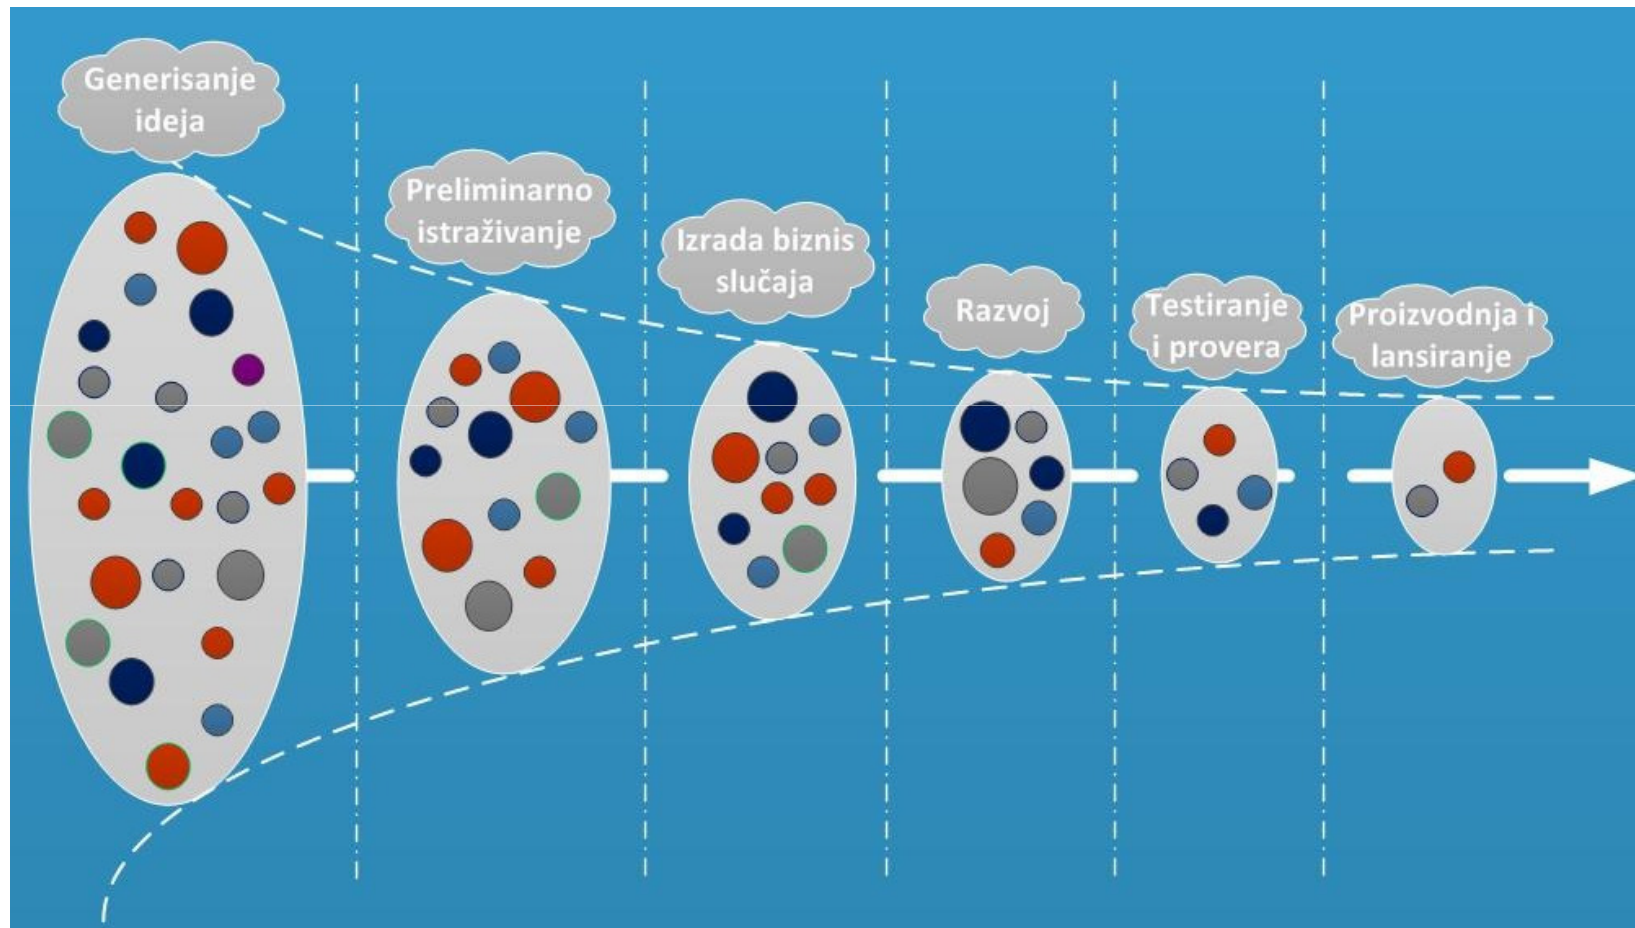 Generisanje
ideja
Preliminarno
istraživanje
Izrada biznis
slučaja
Razvoj
Testiranje
i provera
Proizvodnja i
lansiranje